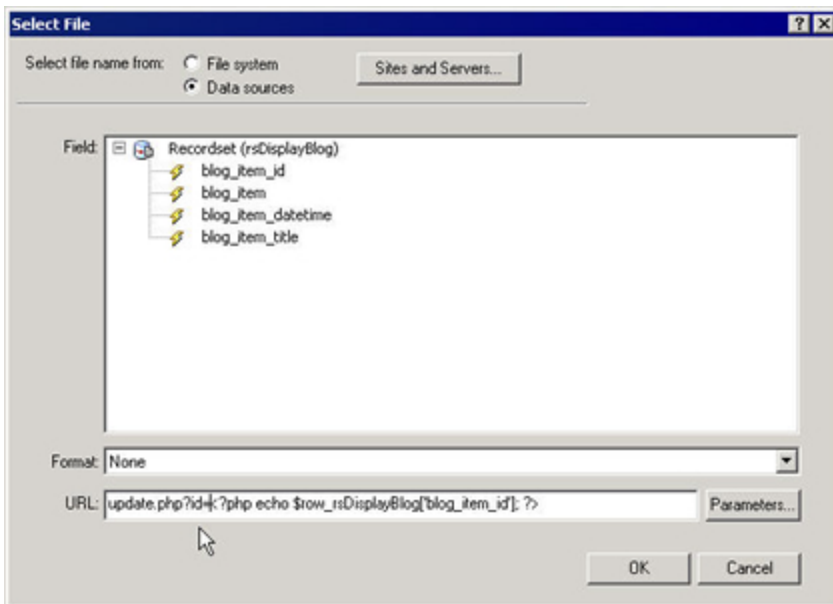 Select File
Select file name from: File system Sites and Servers...
Data sources
Field: Recordset (rsDisplayBlog)
blog_item_id
blog_item
blog_item_datetime
blog_item_title
Format: None
URL: update.php?id=<?php echo $row_rsDisplayBlog['blog_item_id']; ?> Parameters...
OK Cancel